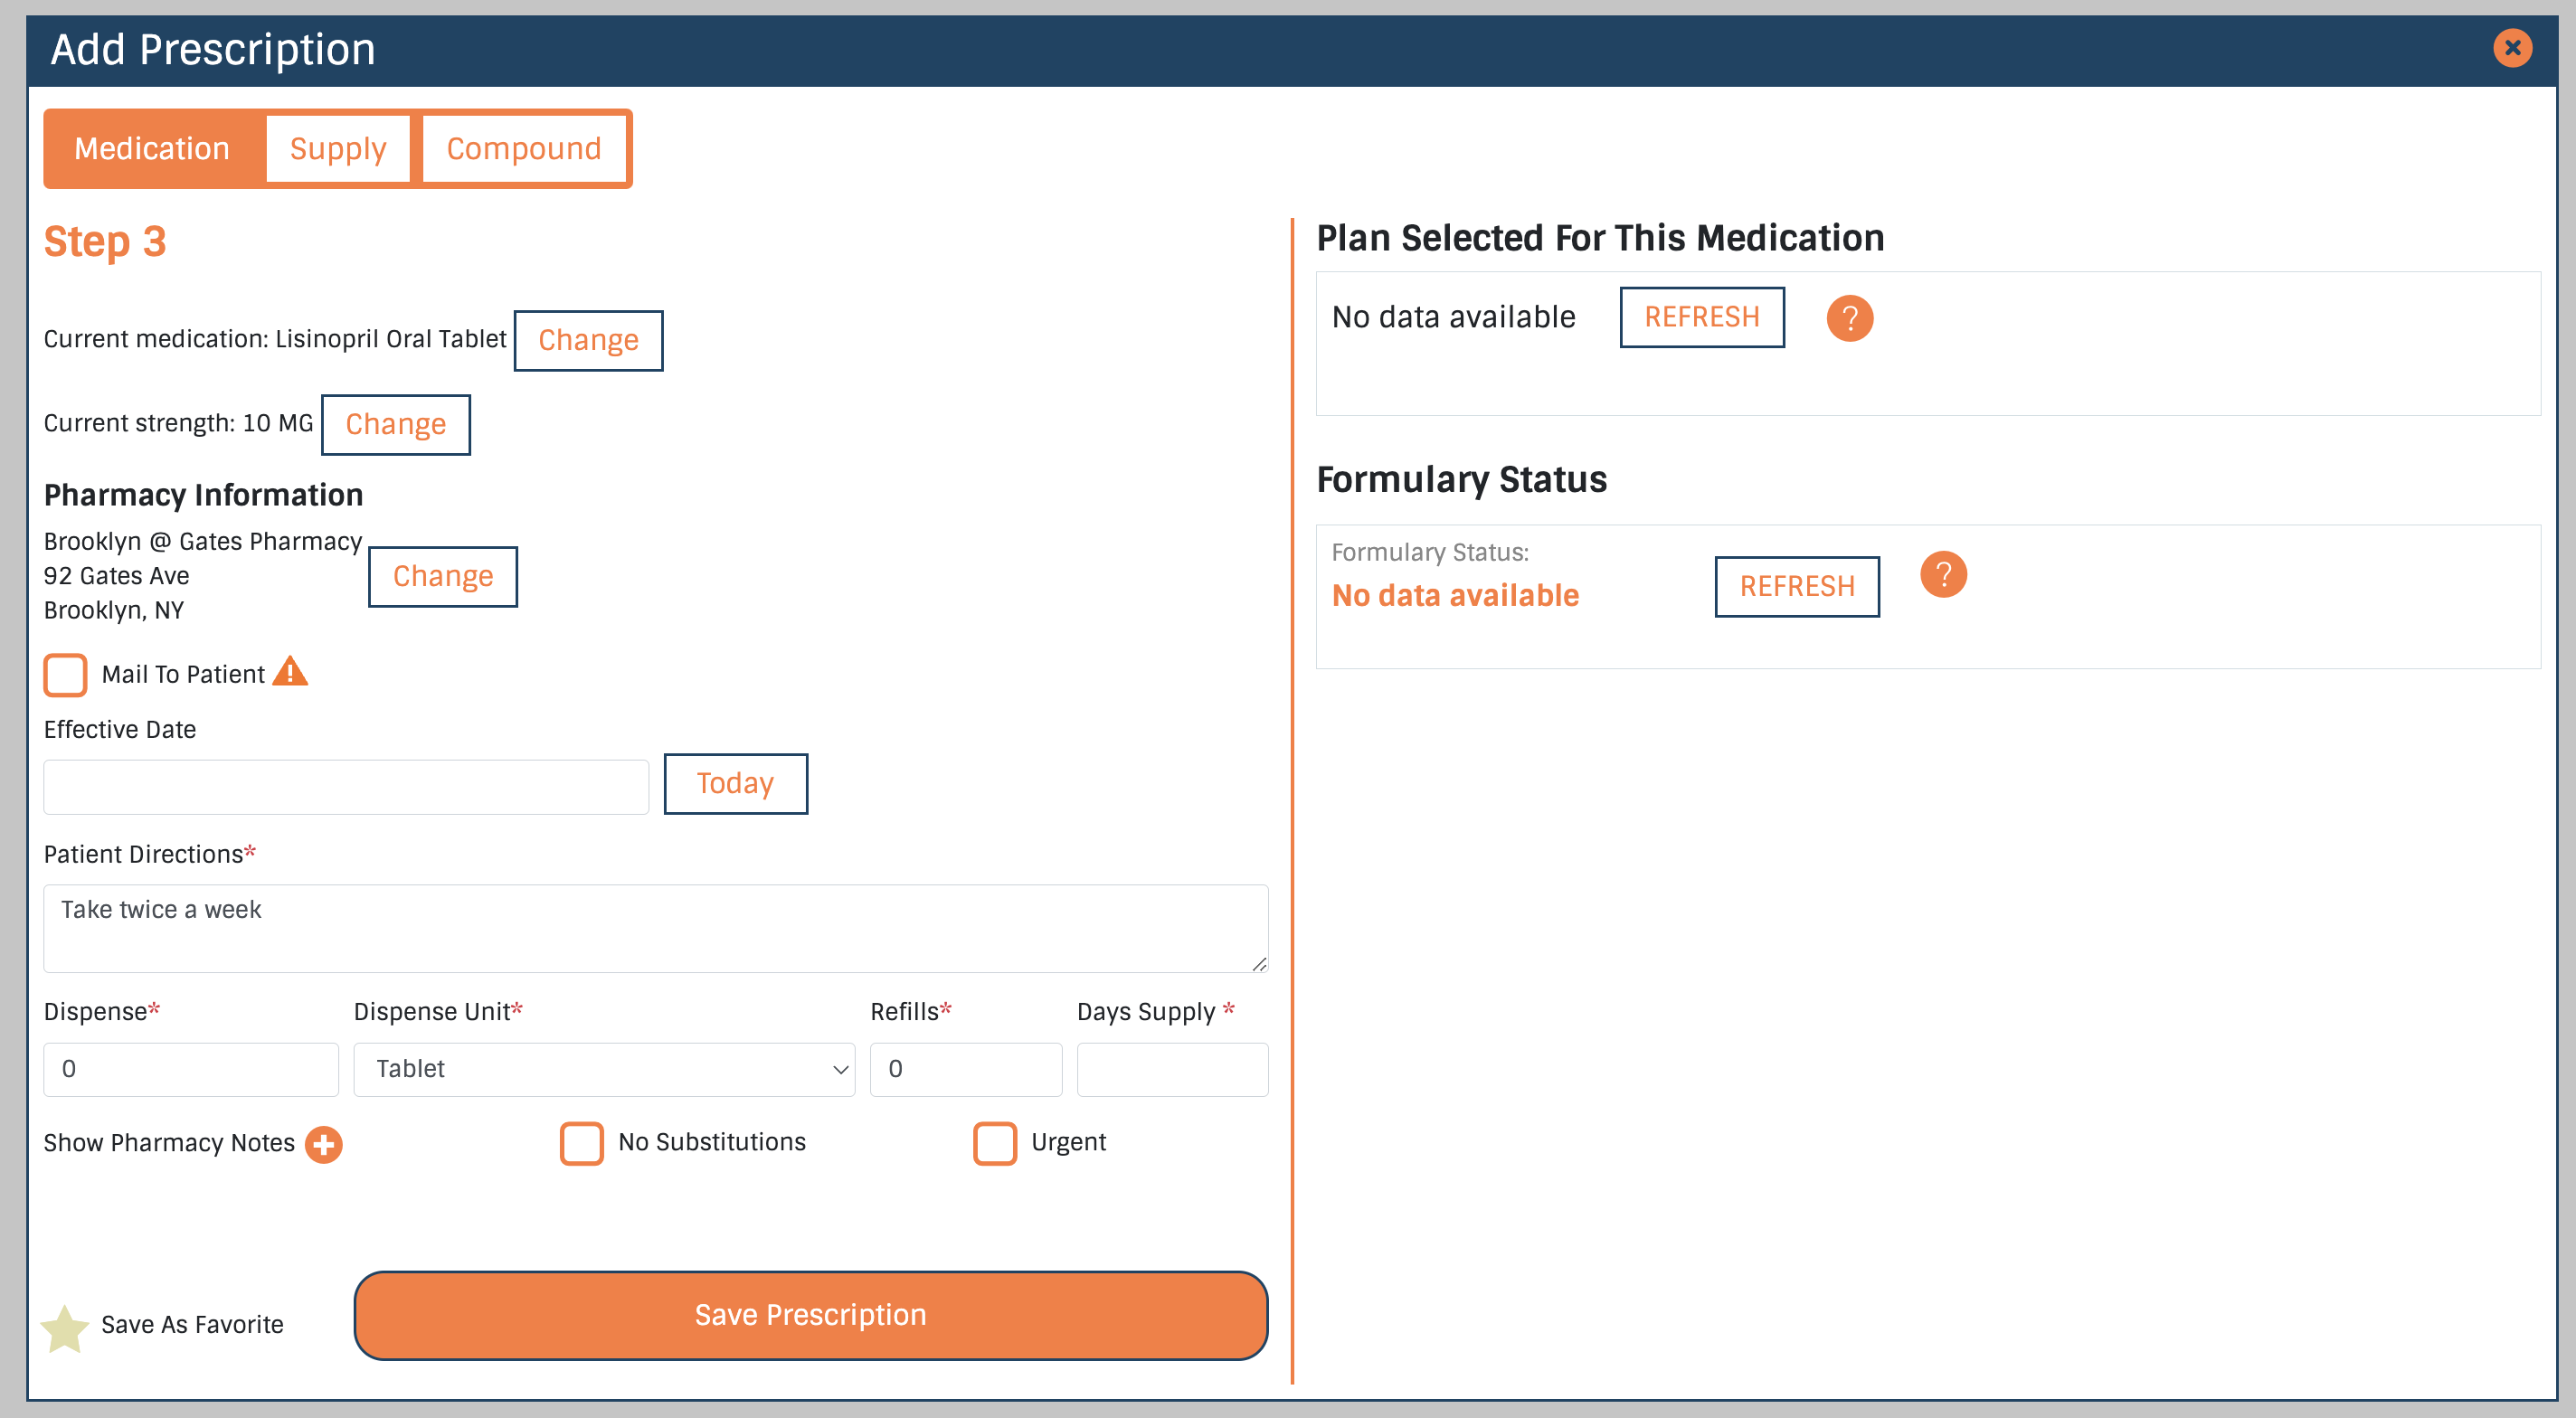 Add Prescription
Medication Supply Compound
Step 3
Current medication: Lisinopril Oral Tablet Change
Current strength: 10 MG Change
Pharmacy Information
Brooklyn @ Gates Pharmacy
92 Gates Ave
Brooklyn, NY
Change
Mail To Patient
Effective Date
Today
Patient Directions*
Take twice a week
Dispense* Dispense Unit* Refills* Days Supply *
0 Tablet 0
Show Pharmacy Notes No Substitutions Urgent
Save As Favorite Save Prescription
Plan Selected For This Medication
No data available REFRESH ?
Formulary Status
Formulary Status:
No data available REFRESH ?